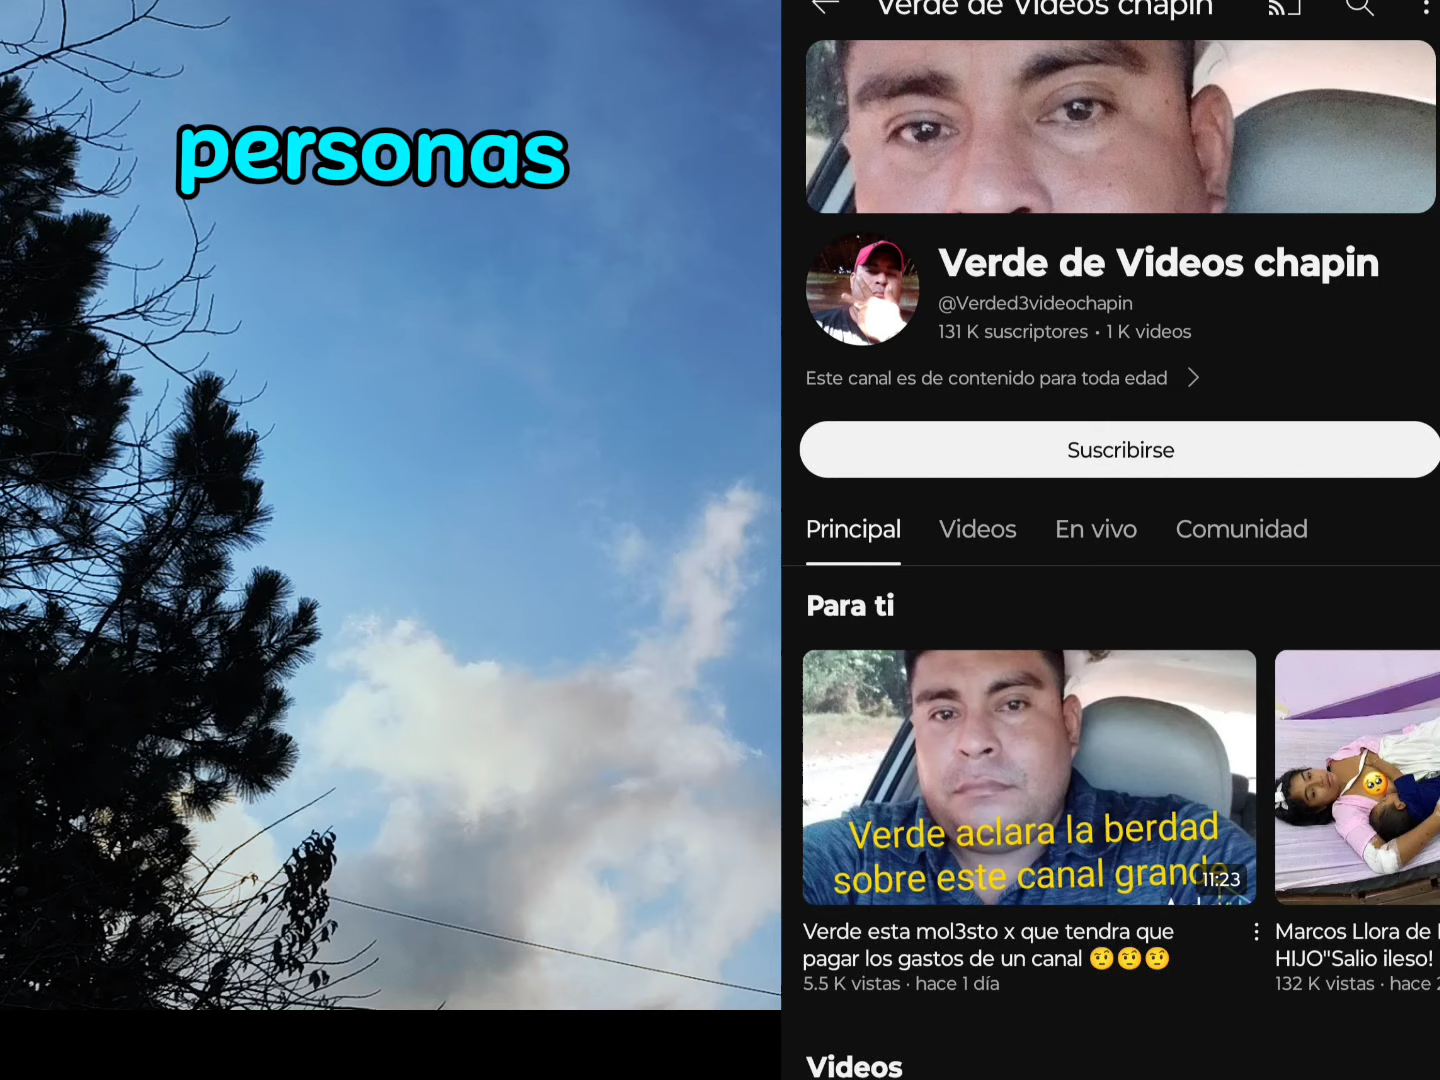 personas
Verde de Videos chapin
Verde de Videos chapin
@Verded3videochapin
131 K suscriptores • 1 K videos
Este canal es de contenido para toda edad
Suscribirse
Principal Videos En vivo Comunidad
Para ti
Verde aclara la berdad
sobre este canal grande
11:23
Verde esta mol3sto x que tendra que
pagar los gastos de un canal 🤨🤨🤨
5.5 K vistas · hace 1 día
Marcos Llora de
HIJO"Salio ileso!
132 K vistas · hace
Videos